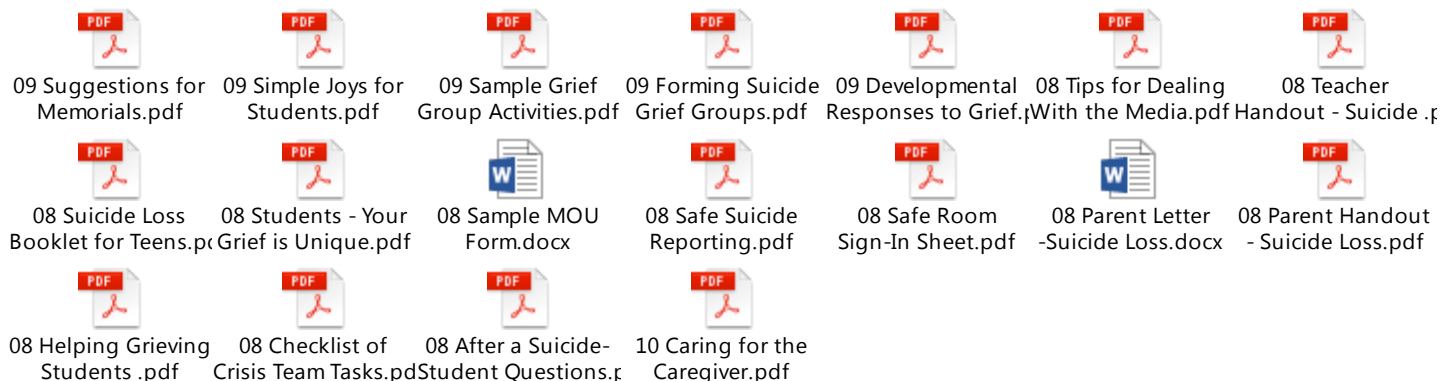 PDF PDF PDF PDF PDF PDF PDF
09 Suggestions for 09 Simple Joys for 09 Sample Grief 09 Forming Suicide 09 Developmental 08 Tips for Dealing 08 Teacher
Memorials.pdf Students.pdf Group Activities.pdf Grief Groups.pdf Responses to Grief.p With the Media.pdf Handout - Suicide .p
PDF PDF W PDF PDF W PDF
08 Suicide Loss 08 Students - Your 08 Sample MOU 08 Safe Suicide 08 Safe Room 08 Parent Letter 08 Parent Handout
Booklet for Teens.pd Grief is Unique.pdf Form.docx Reporting.pdf Sign-In Sheet.pdf -Suicide Loss.docx - Suicide Loss.pdf
PDF PDF PDF PDF
08 Helping Grieving 08 Checklist of 08 After a Suicide- 10 Caring for the
Students .pdf Crisis Team Tasks.pd Student Questions.p Caregiver.pdf